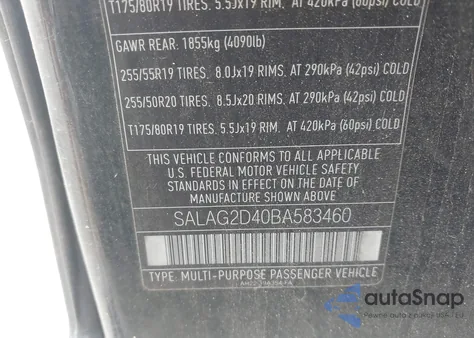 T175/80R19 TIRES. 5.5Jx19 RIM. AT 420kPa (60psi) COLD
GAWR REAR: 1855kg (4090lb)
255/55R19 TIRES. 8.0Jx19 RIMS. AT 290kPa (42psi) COLD
255/50R20 TIRES. 8.5Jx20 RIMS. AT 290kPa (42psi) COLD
T175/80R19 TIRES. 5.5Jx19 RIM. AT 420kPa (60psi) COLD
THIS VEHICLE CONFORMS TO ALL APPLICABLE
U.S. FEDERAL MOTOR VEHICLE SAFETY
STANDARDS IN EFFECT ON THE DATE OF
MANUFACTURE SHOWN ABOVE
SALAG2D40BA583460
TYPE: MULTI-PURPOSE PASSENGER VEHICLE
autoSnap